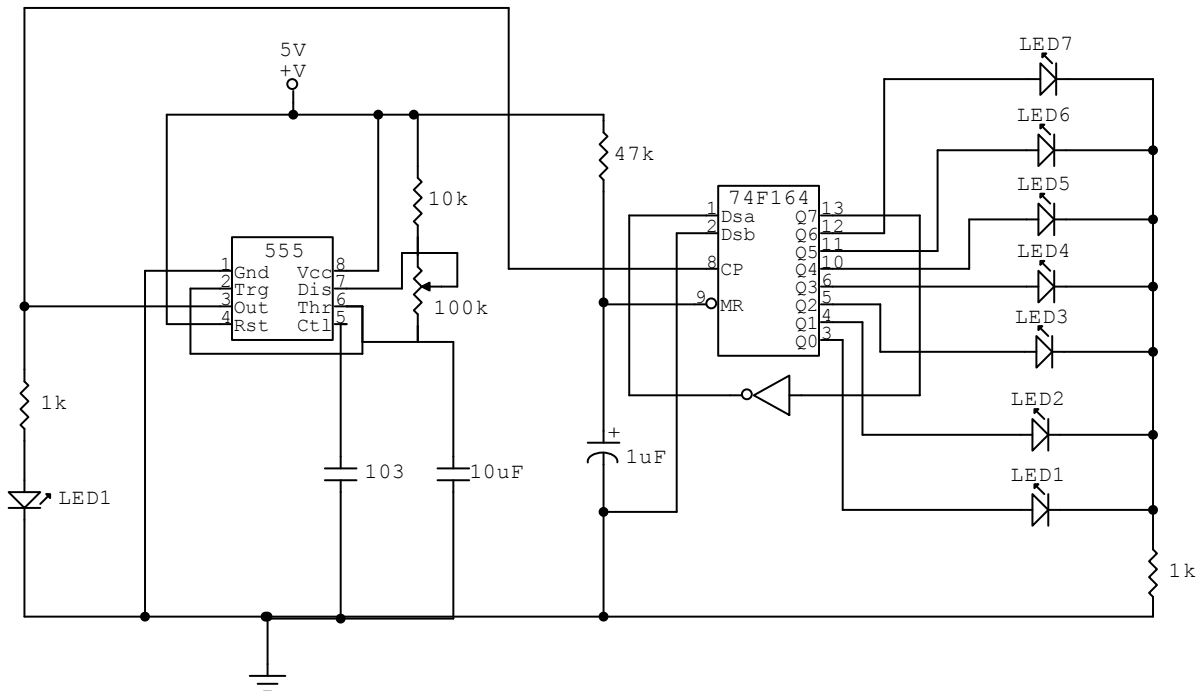 5V
+V
555
1 Gnd Vcc 8
2 Trg Dis 7
3 Out Thr 6
4 Rst Ctl 5
10k
100k
1k
LED1
103
10uF
47k
+
1uF
74F164
1 Dsa Q7 13
2 Dsb Q6 12
Q5 11
8 CP Q4 10
Q3 6
9 MR Q2 5
Q1 4
Q0 3
LED7
LED6
LED5
LED4
LED3
LED2
LED1
1k